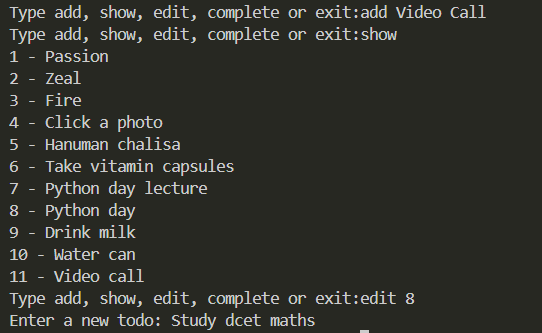 Type add, show, edit, complete or exit:add Video Call
Type add, show, edit, complete or exit:show
1 - Passion
2 - Zeal
3 - Fire
4 - Click a photo
5 - Hanuman chalisa
6 - Take vitamin capsules
7 - Python day lecture
8 - Python day
9 - Drink milk
10 - Water can
11 - Video call
Type add, show, edit, complete or exit:edit 8
Enter a new todo: Study dcet maths